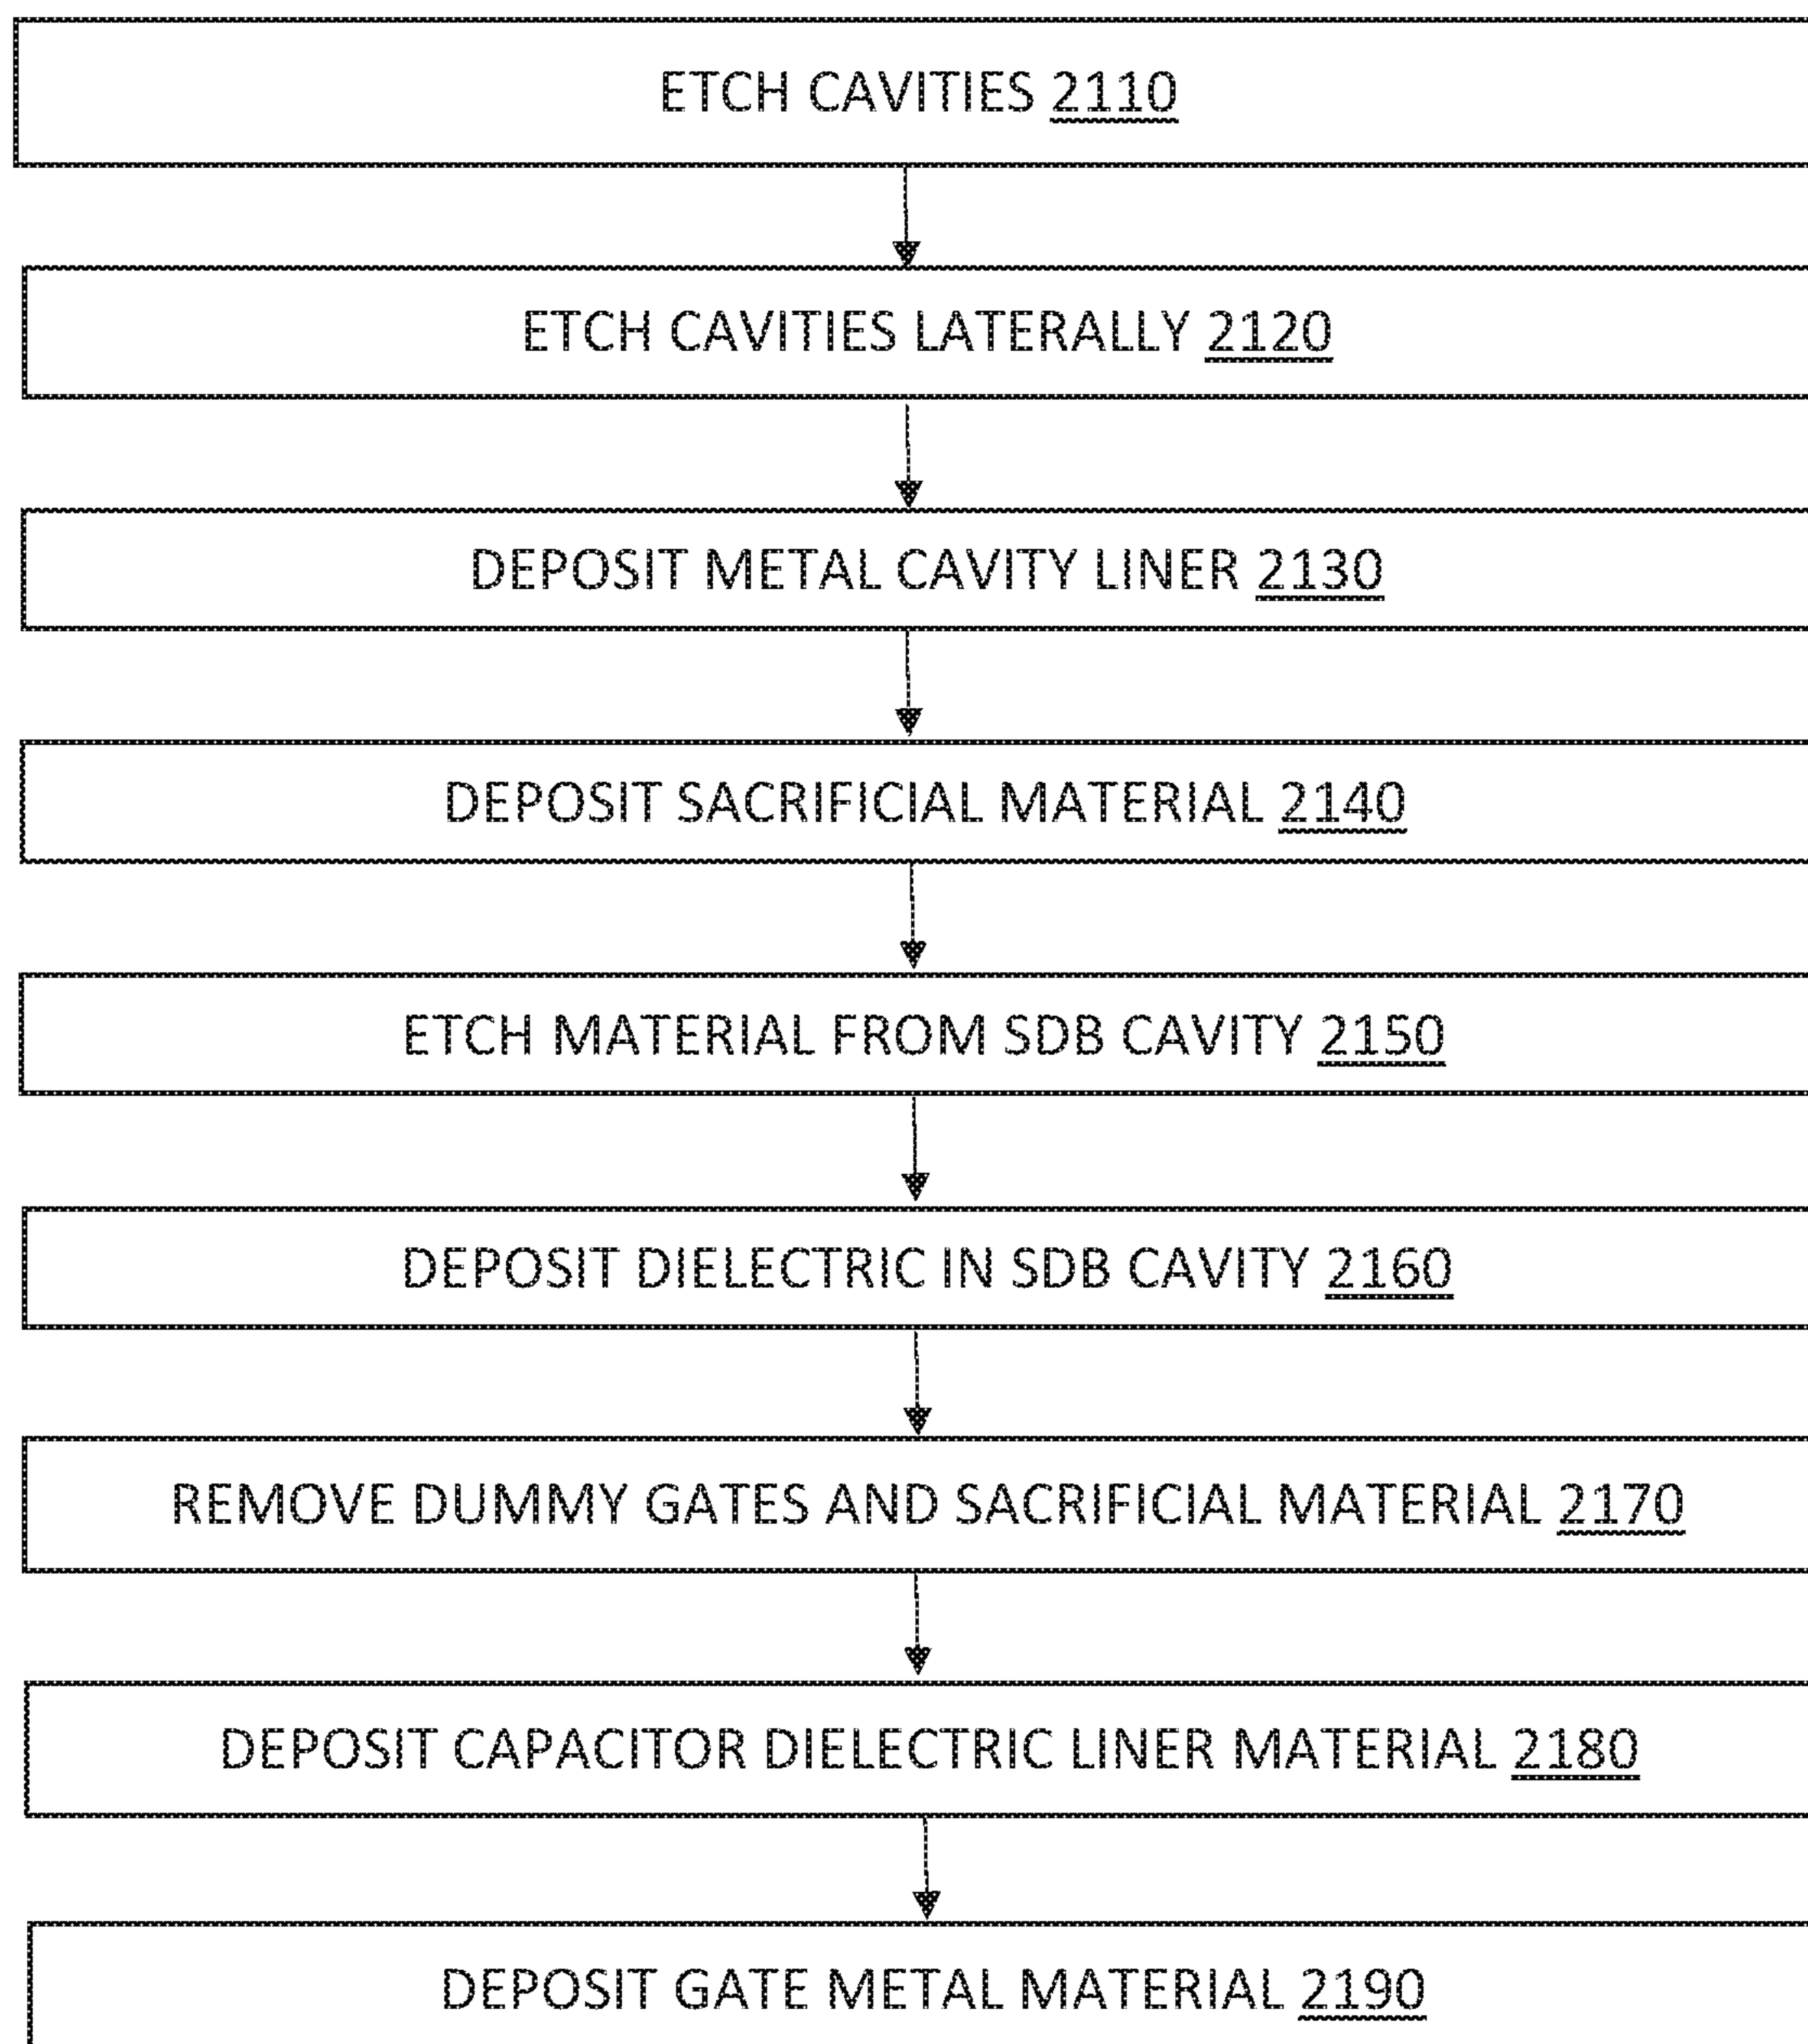 ETCH CAVITIES 2110
ETCH CAVITIES LATERALLY 2120
DEPOSIT METAL CAVITY LINER 2130
DEPOSIT SACRIFICIAL MATERIAL 2140
ETCH MATERIAL FROM SDB CAVITY 2150
DEPOSIT DIELECTRIC IN SDB CAVITY 2160
REMOVE DUMMY GATES AND SACRIFICIAL MATERIAL 2170
DEPOSIT CAPACITOR DIELECTRIC LINER MATERIAL 2180
DEPOSIT GATE METAL MATERIAL 2190